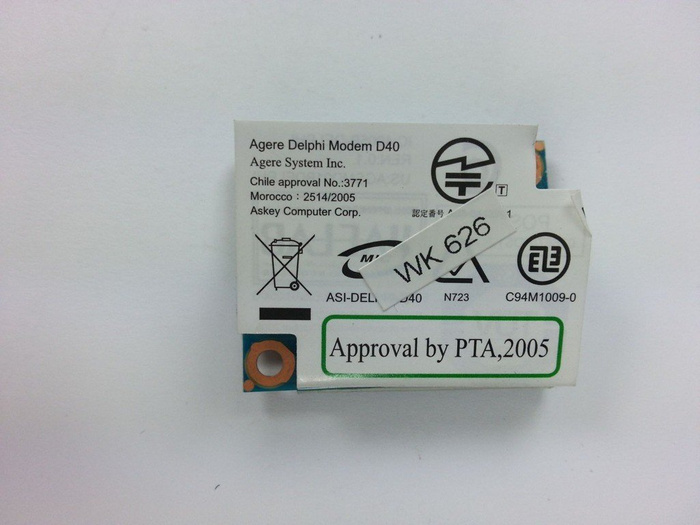 Agere Delphi Modem D40
Agere System Inc.
Chile approval No.:3771
Morocco : 2514/2005
Askey Computer Corp.
T
認定番号 A 1
WK 626
ASI-DEL D40
N723
C94M1009-0
Approval by PTA,2005